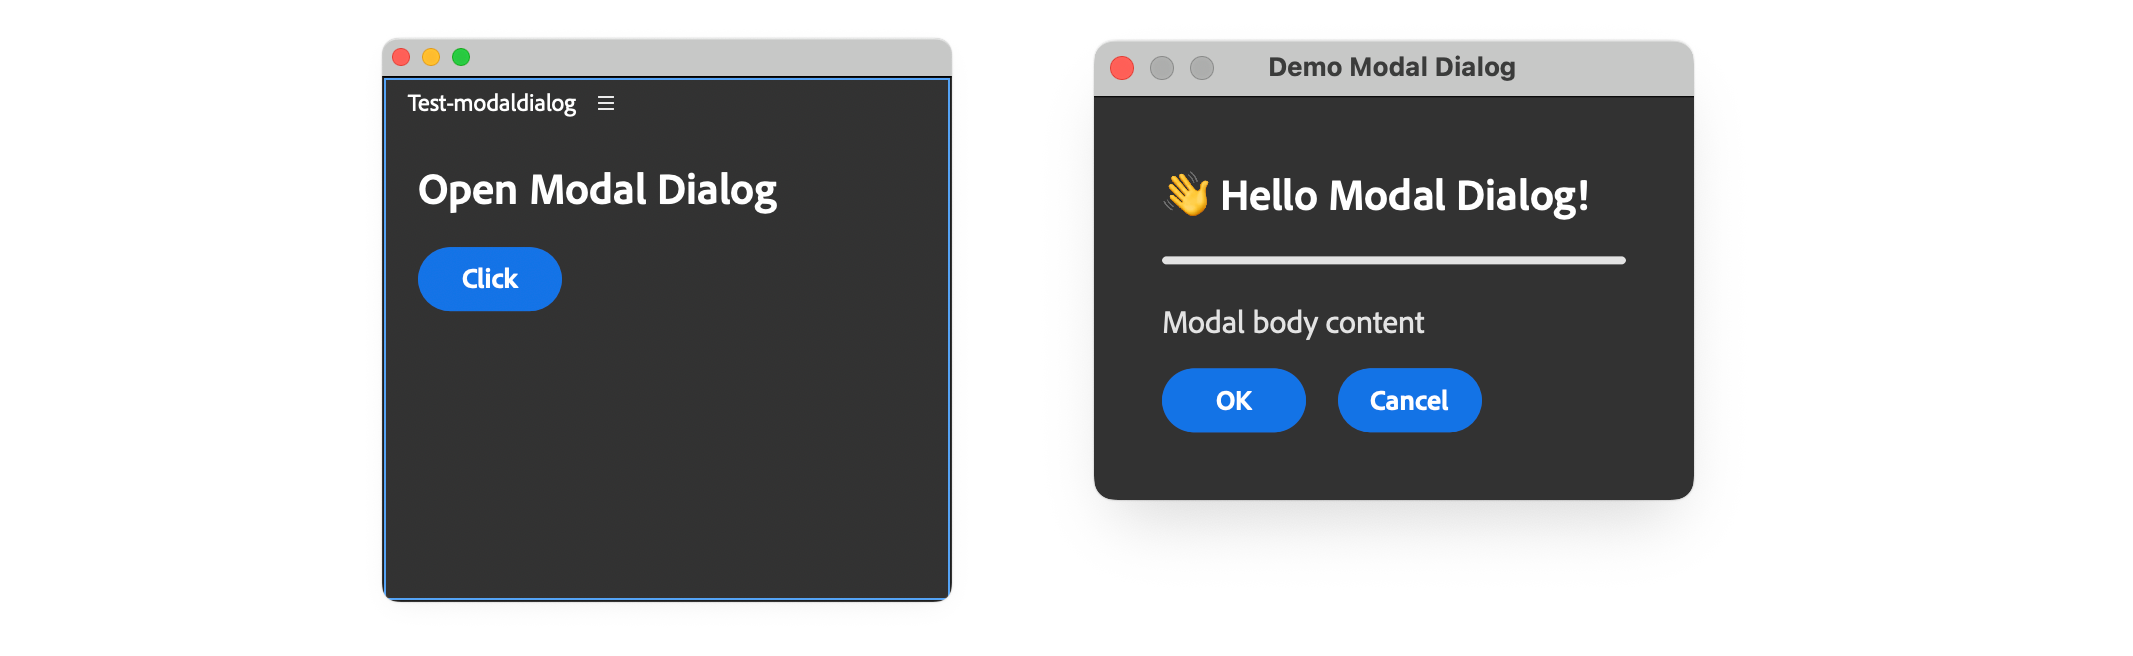 Test-modaldialog
Open Modal Dialog
Click
Demo Modal Dialog
👋 Hello Modal Dialog!
Modal body content
OK Cancel